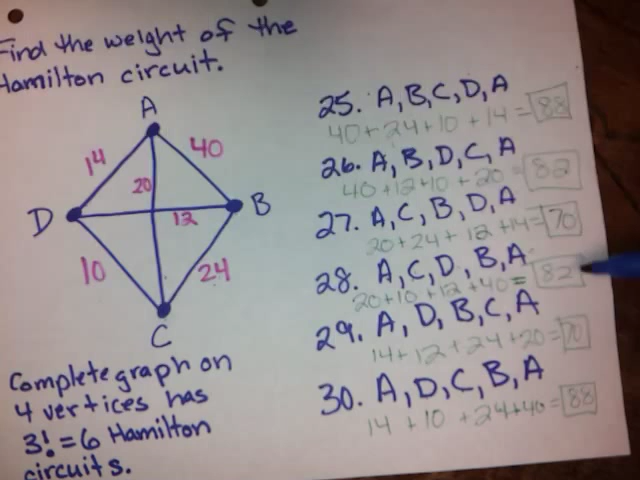 Find the weight of the
Hamilton circuit.
A
14
40
20
D
12
B
10
24
C
Complete graph on
4 vertices has
3! = 6 Hamilton
circuits.
25. A, B, C, D, A
40 + 24 + 10 + 14 = 88
26. A, B, D, C, A
40 + 12 + 10 + 20 = 82
27. A, C, B, D, A
20 + 24 + 12 + 14 = 70
28. A, C, D, B, A
20 + 10 + 12 + 40 = 82
29. A, D, B, C, A
14 + 12 + 24 + 20 = 70
30. A, D, C, B, A
14 + 10 + 24 + 40 = 88